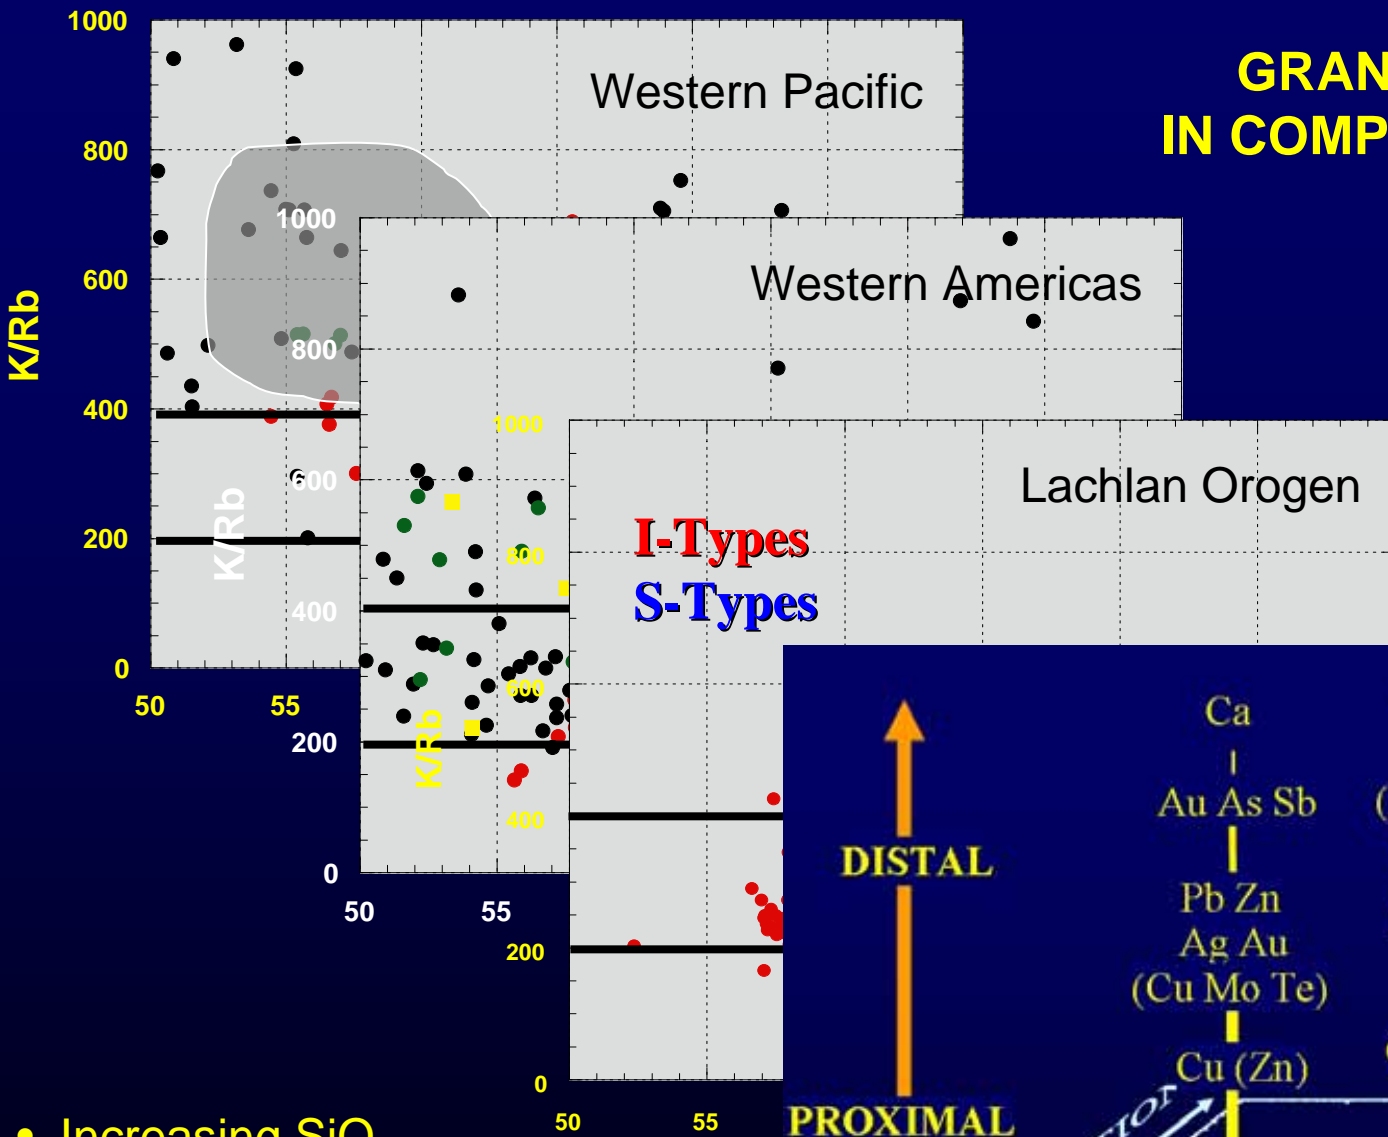 GRAN
IN COMP
1000
800
600
400
200
0
50
55
K/Rb
Western Pacific
1000
800
600
400
200
0
50
55
K/Rb
Western Americas
1000
800
600
400
200
0
50
55
K/Rb
Lachlan Orogen
I-Types
S-Types
Ca
Au As Sb
(
DISTAL
Pb Zn
Ag Au
(Cu Mo Te)
Cu (Zn)
PROXIMAL
• Increasing SiO